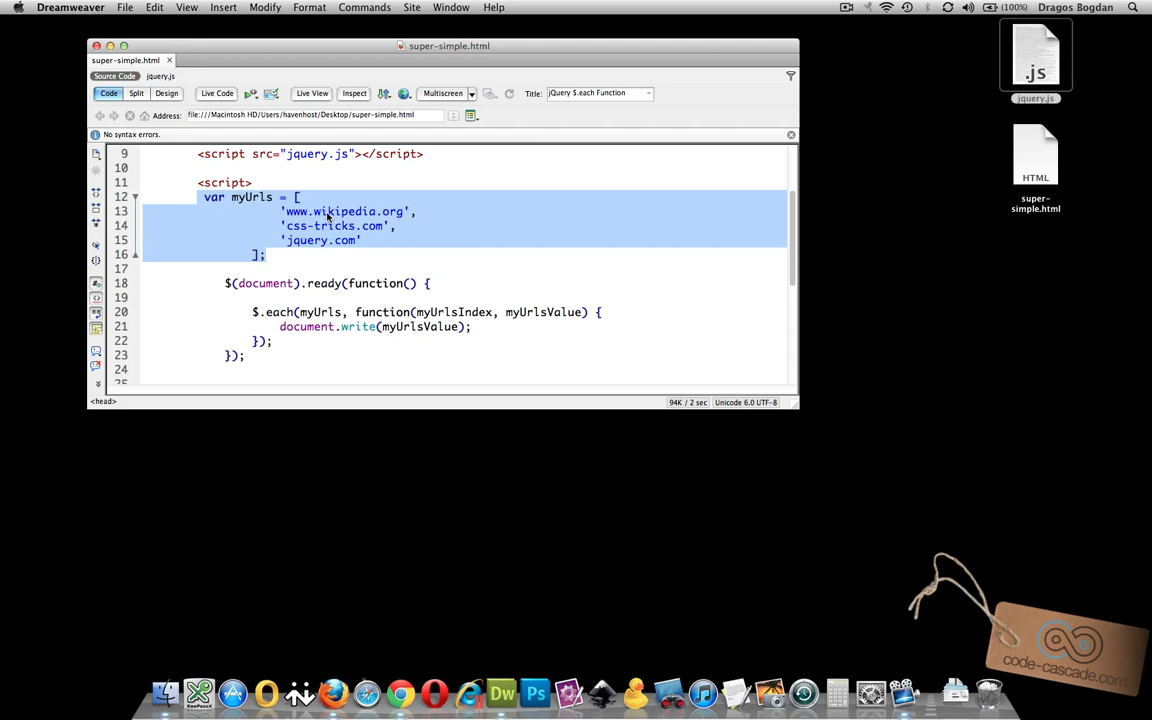 Dreamweaver File Edit View Insert Modify Format Commands Site Window Help (100%) Dragos Bogdan
super-simple.html
super-simple.html
Source Code jquery.js
Code Split Design Live Code Live View Inspect Multiscreen Title: jQuery $.each Function
Address: file:///Macintosh HD/Users/havenhost/Desktop/super-simple.html
No syntax errors.
9 <script src="jquery.js"></script>
10
11 <script>
12 var myUrls = [
13 'www.wikipedia.org',
14 'css-tricks.com',
15 'jquery.com'
16 ];
17
18 $(document).ready(function() {
19
20 $.each(myUrls, function(myUrlsIndex, myUrlsValue) {
21 document.write(myUrlsValue);
22 });
23 });
24
25
<head> 94K / 2 sec Unicode 6.0 UTF-8
.js
jquery.js
HTML
super-
simple.html
code-cascade.com
KeePassX
Dw Ps